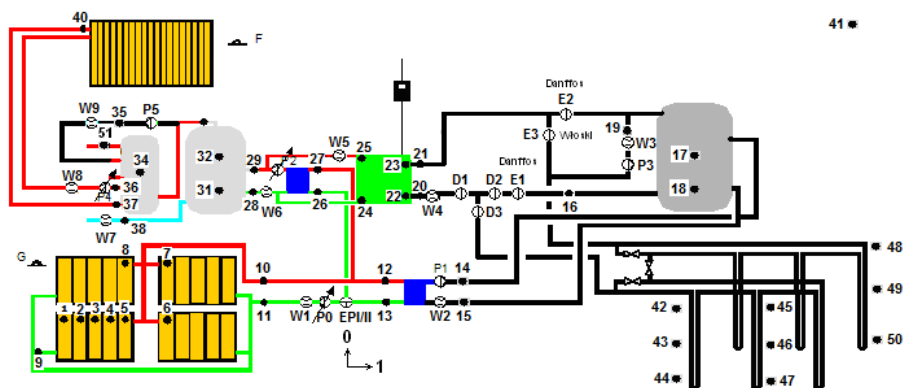 40
41
F
Danffos
E2
W9
35
P5
W5
25
21
E3
Włoski
19
W3
51
34
32
29
P2
27
23
Danffos
P3
17
W8
P4
36
37
31
28
W6
26
24
22
20
W4
D1
D2
E1
16
18
W7
38
D3
G
8
7
10
12
P1
14
48
1
2
3
4
5
6
11
W1
P0
EPI/II
13
W2
15
49
42
45
9
0
1
43
46
50
44
47